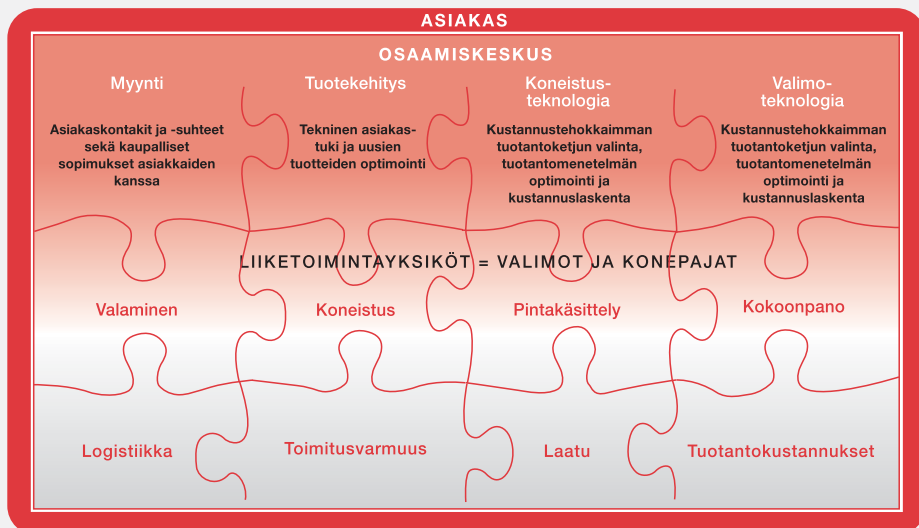 ASIAKAS
OSAAMISKESKUS
Myynti
Asiakaskontakit ja -suhteet
sekä kaupalliset
sopimukset asiakkaiden
kanssa
Tuotekehitys
Tekninen asiakas-
tuki ja uusien
tuotteiden optimointi
Koneistus-
teknologia
Kustannustehokkaimman
tuotantoketjun valinta,
tuotantomenetelmän
optimointi ja
kustannuslaskenta
Valimo-
teknologia
Kustannustehokkaimman
tuotantoketjun valinta,
tuotantomenetelmän
optimointi ja
kustannuslaskenta
LIIKETOIMINTAYKSIKÖT = VALIMOT JA KONEPAJAT
Valaminen
Koneistus
Pintakäsittely
Kokoonpano
Logistiikka
Toimitusvarmuus
Laatu
Tuotantokustannukset